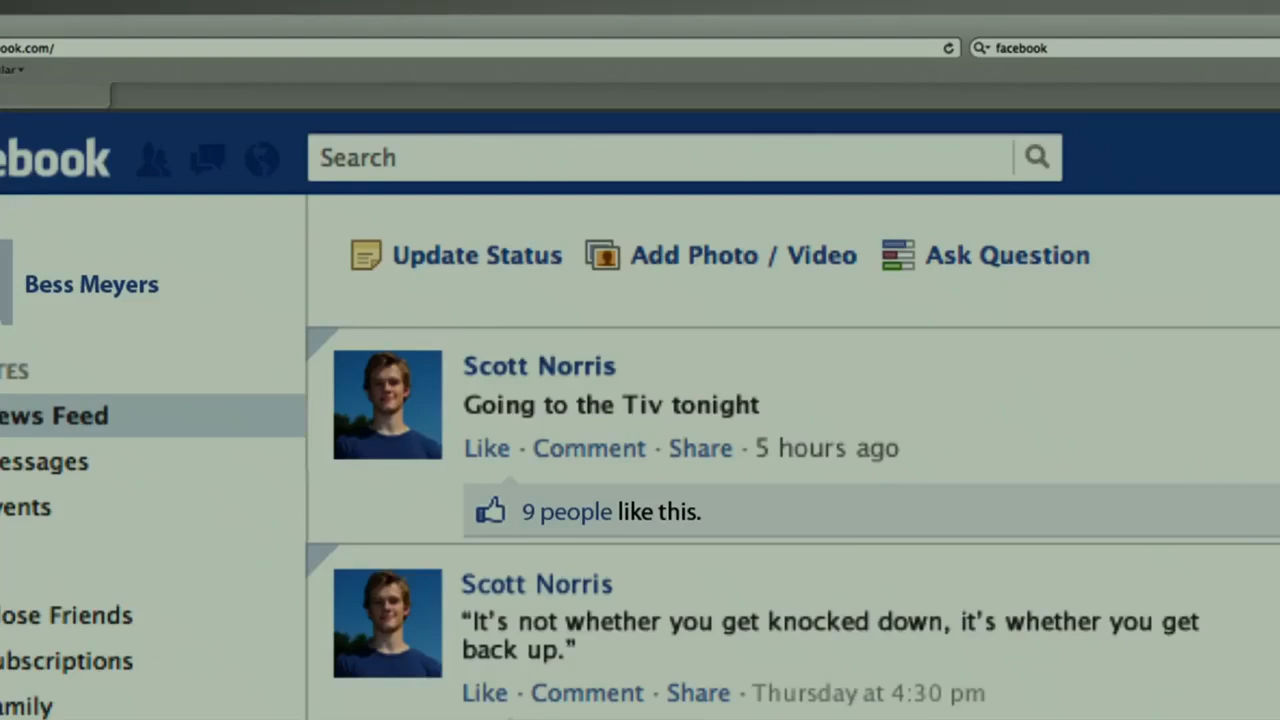 ook.com/
facebook
lar
ebook
Search
Update Status
Add Photo / Video
Ask Question
Bess Meyers
TES
ews Feed
essages
vents
lose Friends
ubscriptions
amily
Scott Norris
Going to the Tiv tonight
Like · Comment · Share · 5 hours ago
9 people like this.
Scott Norris
“It's not whether you get knocked down, it's whether you get
back up.”
Like · Comment · Share · Thursday at 4:30 pm